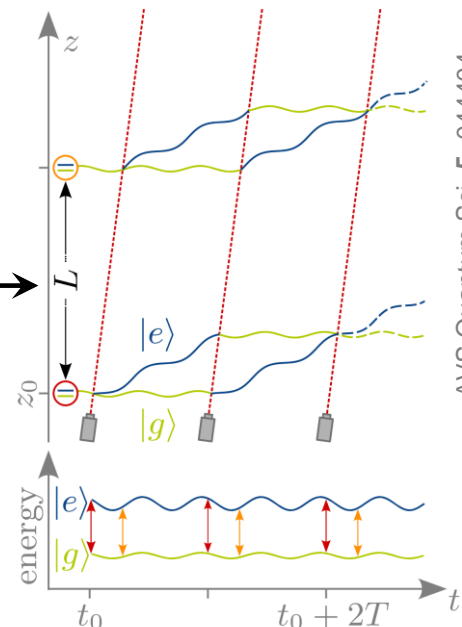 z
L
|e⟩
z₀
|g⟩
energy
|e⟩
|g⟩
t
t₀
t₀ + 2T